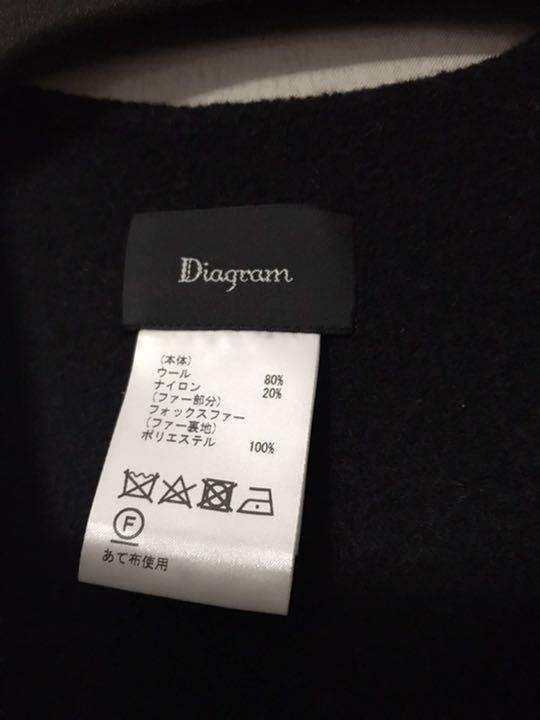 Diagram
(本体)
ウール 80%
ナイロン 20%
(ファー部分)
フォックスファー
(ファー裏地)
ポリエステル 100%
F
あて布使用